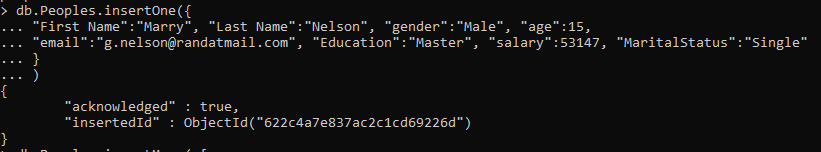 > db.Peoples.insertOne({
... "First Name":"Marry", "Last Name":"Nelson", "gender":"Male", "age":15,
... "email":"g.nelson@randatmail.com", "Education":"Master", "salary":53147, "MaritalStatus":"Single"
... }
... )
{
        "acknowledged" : true,
        "insertedId" : ObjectId("622c4a7e837ac2c1cd69226d")
}